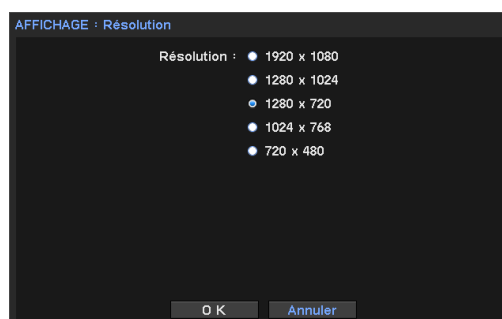 AFFICHAGE : Résolution
Résolution : 1920 x 1080
1280 x 1024
1280 x 720
1024 x 768
720 x 480
O K Annuler